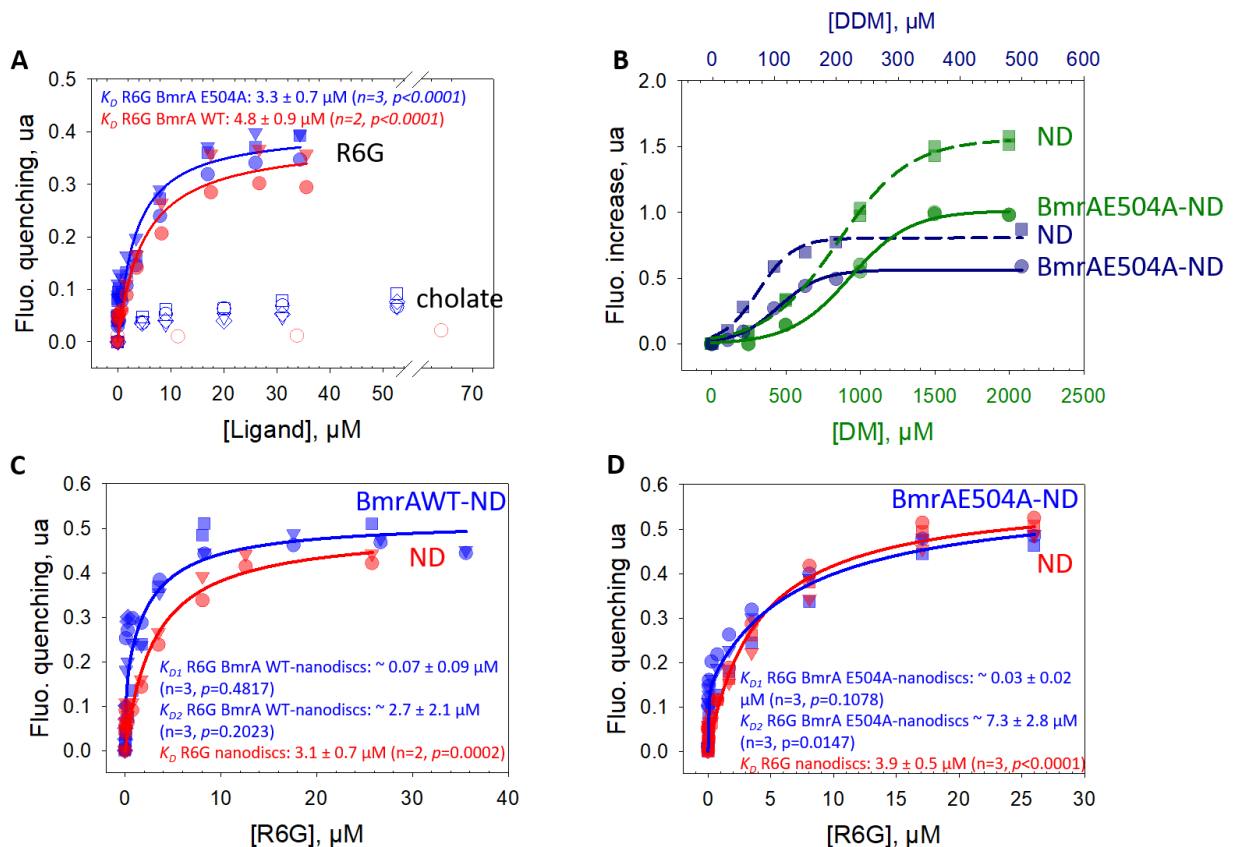 A
Fluo. quenching, ua
0.5
0.4
0.3
0.2
0.1
0.0
K_D R6G BmrA E504A: 3.3 ± 0.7 µM (n=3, p<0.0001)
K_D R6G BmrA WT: 4.8 ± 0.9 µM (n=2, p<0.0001)
R6G
cholate
0 10 20 30 40 50 70
[Ligand], µM
[DDM], µM
0 100 200 300 400 500 600
B
Fluo. increase, ua
2.0
1.5
1.0
0.5
0.0
ND
BmrAE504A-ND
ND
BmrAE504A-ND
0 500 1000 1500 2000 2500
[DM], µM
C
Fluo. quenching, ua
0.6
0.5
0.4
0.3
0.2
0.1
0.0
BmrAWT-ND
ND
K_D1 R6G BmrA WT-nanodiscs: ~ 0.07 ± 0.09 µM
(n=3, p=0.4817)
K_D2 R6G BmrA WT-nanodiscs: ~ 2.7 ± 2.1 µM
(n=3, p=0.2023)
K_D R6G nanodiscs: 3.1 ± 0.7 µM (n=2, p=0.0002)
0 10 20 30 40
[R6G], µM
D
Fluo. quenching ua
0.6
0.5
0.4
0.3
0.2
0.1
0.0
BmrAE504A-ND
ND
K_D1 R6G BmrA E504A-nanodiscs: ~ 0.03 ± 0.02
µM (n=3, p=0.1078)
K_D2 R6G BmrA E504A-nanodiscs ~ 7.3 ± 2.8 µM
(n=3, p=0.0147)
K_D R6G nanodiscs: 3.9 ± 0.5 µM (n=3, p<0.0001)
0 5 10 15 20 25 30
[R6G], µM